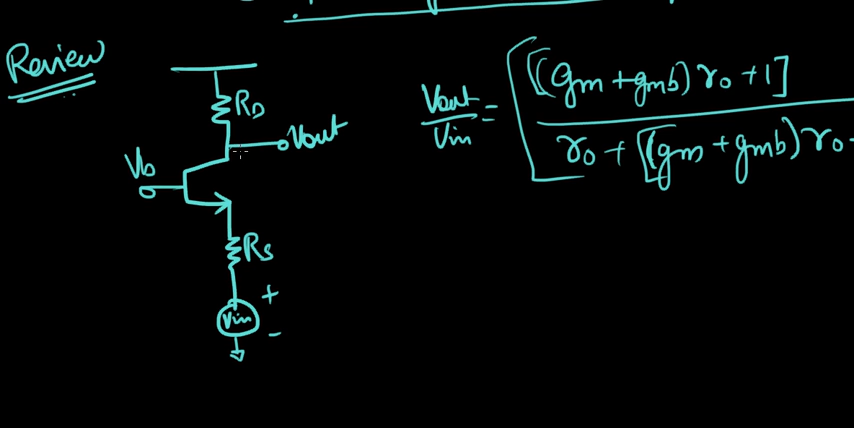 Review
RD
Vout
Vb
RS
Vin
+
-
Vout/Vin = [[(gm+gmb)ro+1]
ro+[(gm+gmb)ro+